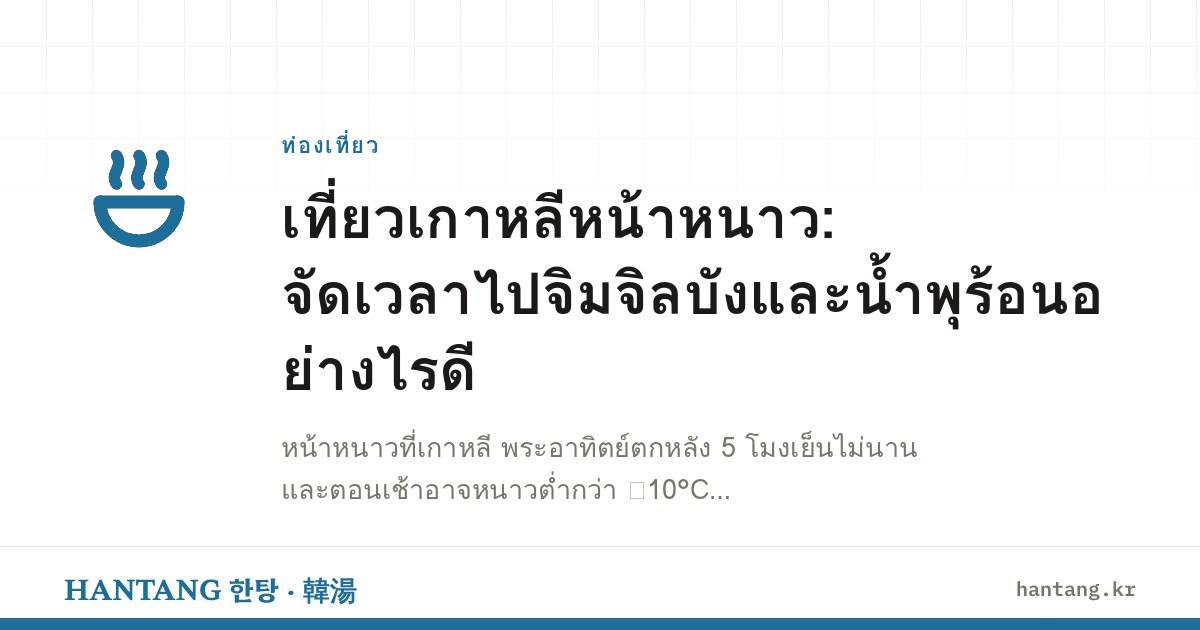 ท่องเที่ยว
เที่ยวเกาหลีหน้าหนาว:
จัดเวลาไปจิมจิลบังและน้ำพุร้อนอ
ย่างไรดี
หน้าหนาวที่เกาหลี พระอาทิตย์ตกหลัง 5 โมงเย็นไม่นาน
และตอนเช้าอาจหนาวต่ำกว่า □10°C...
HANTANG 한탕 · 韓湯
hantang.kr